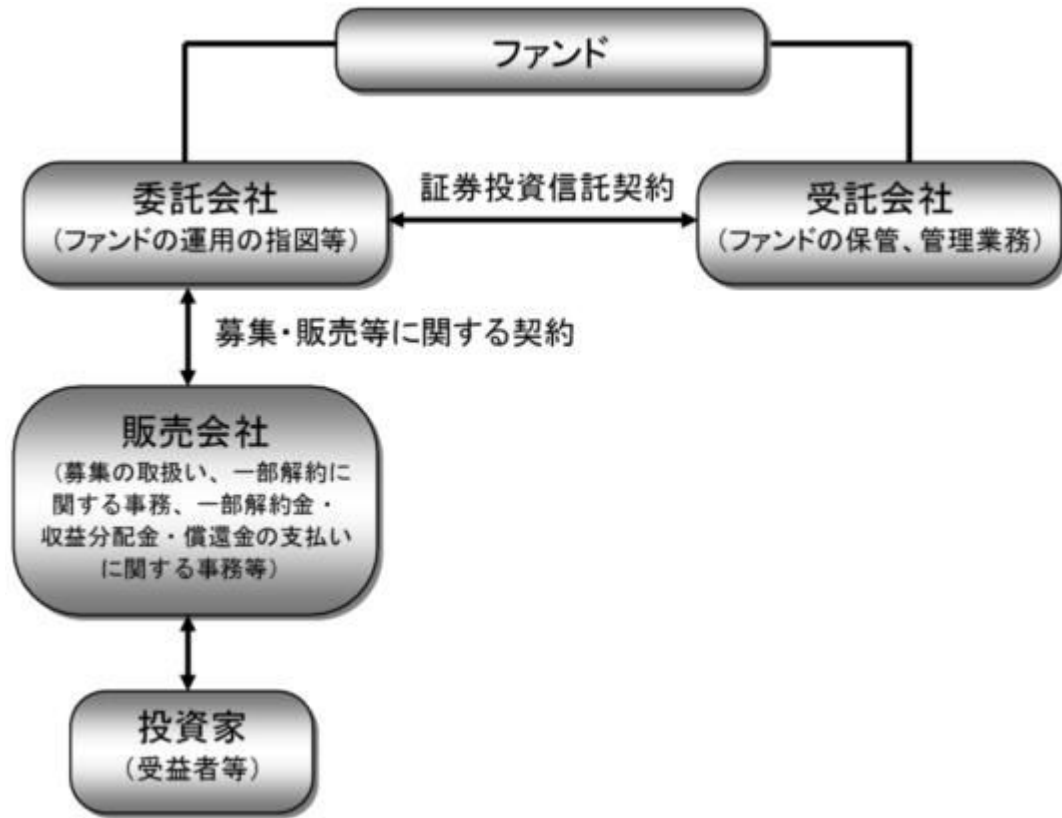 ファンド
委託会社
（ファンドの運用の指図等）
証券投資信託契約
受託会社
（ファンドの保管、管理業務）
募集・販売等に関する契約
販売会社
（募集の取扱い、一部解約に
関する事務、一部解約金・
収益分配金・償還金の支払い
に関する事務等）
投資家
（受益者等）